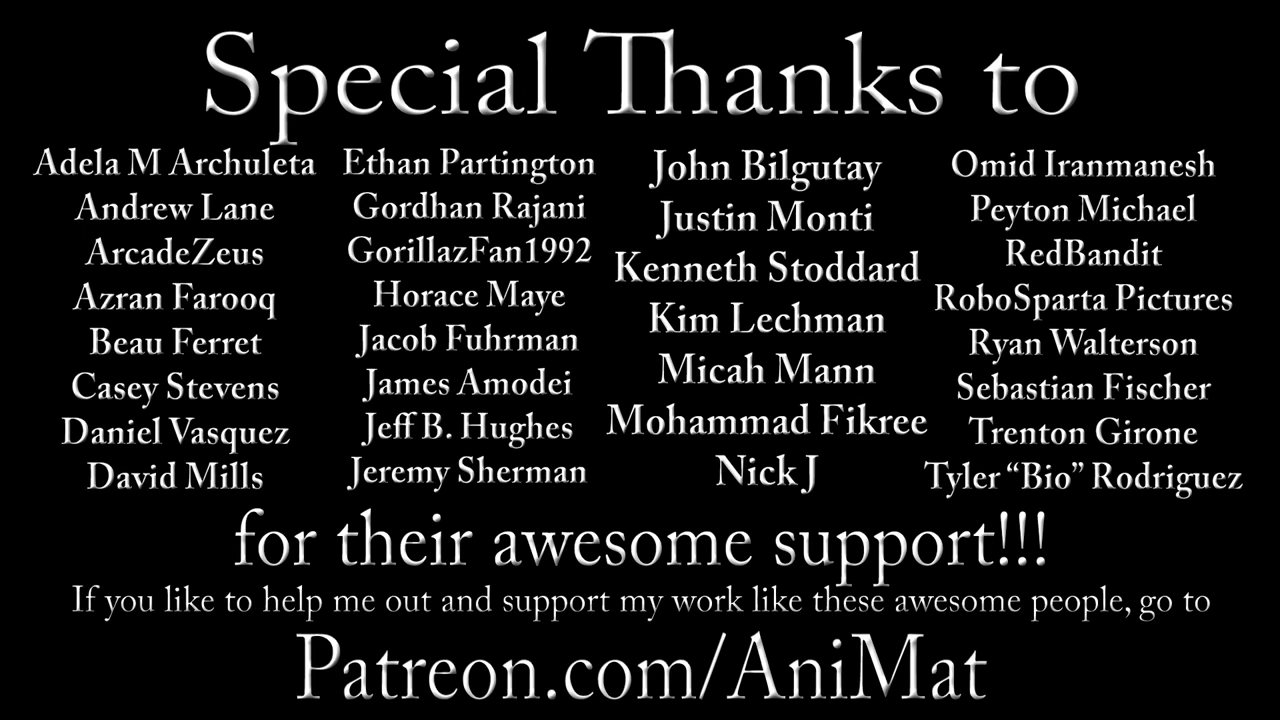 Special Thanks to
Adela M Archuleta
Andrew Lane
ArcadeZeus
Azran Farooq
Beau Ferret
Casey Stevens
Daniel Vasquez
David Mills
Ethan Partington
Gordhan Rajani
GorillazFan1992
Horace Maye
Jacob Fuhrman
James Amodei
Jeff B. Hughes
Jeremy Sherman
John Bilgutay
Justin Monti
Kenneth Stoddard
Kim Lechman
Micah Mann
Mohammad Fikree
Nick J
Omid Iranmanesh
Peyton Michael
RedBandit
RoboSparta Pictures
Ryan Walterson
Sebastian Fischer
Trenton Girone
Tyler “Bio” Rodriguez
for their awesome support!!!
If you like to help me out and support my work like these awesome people, go to
Patreon.com/AniMat